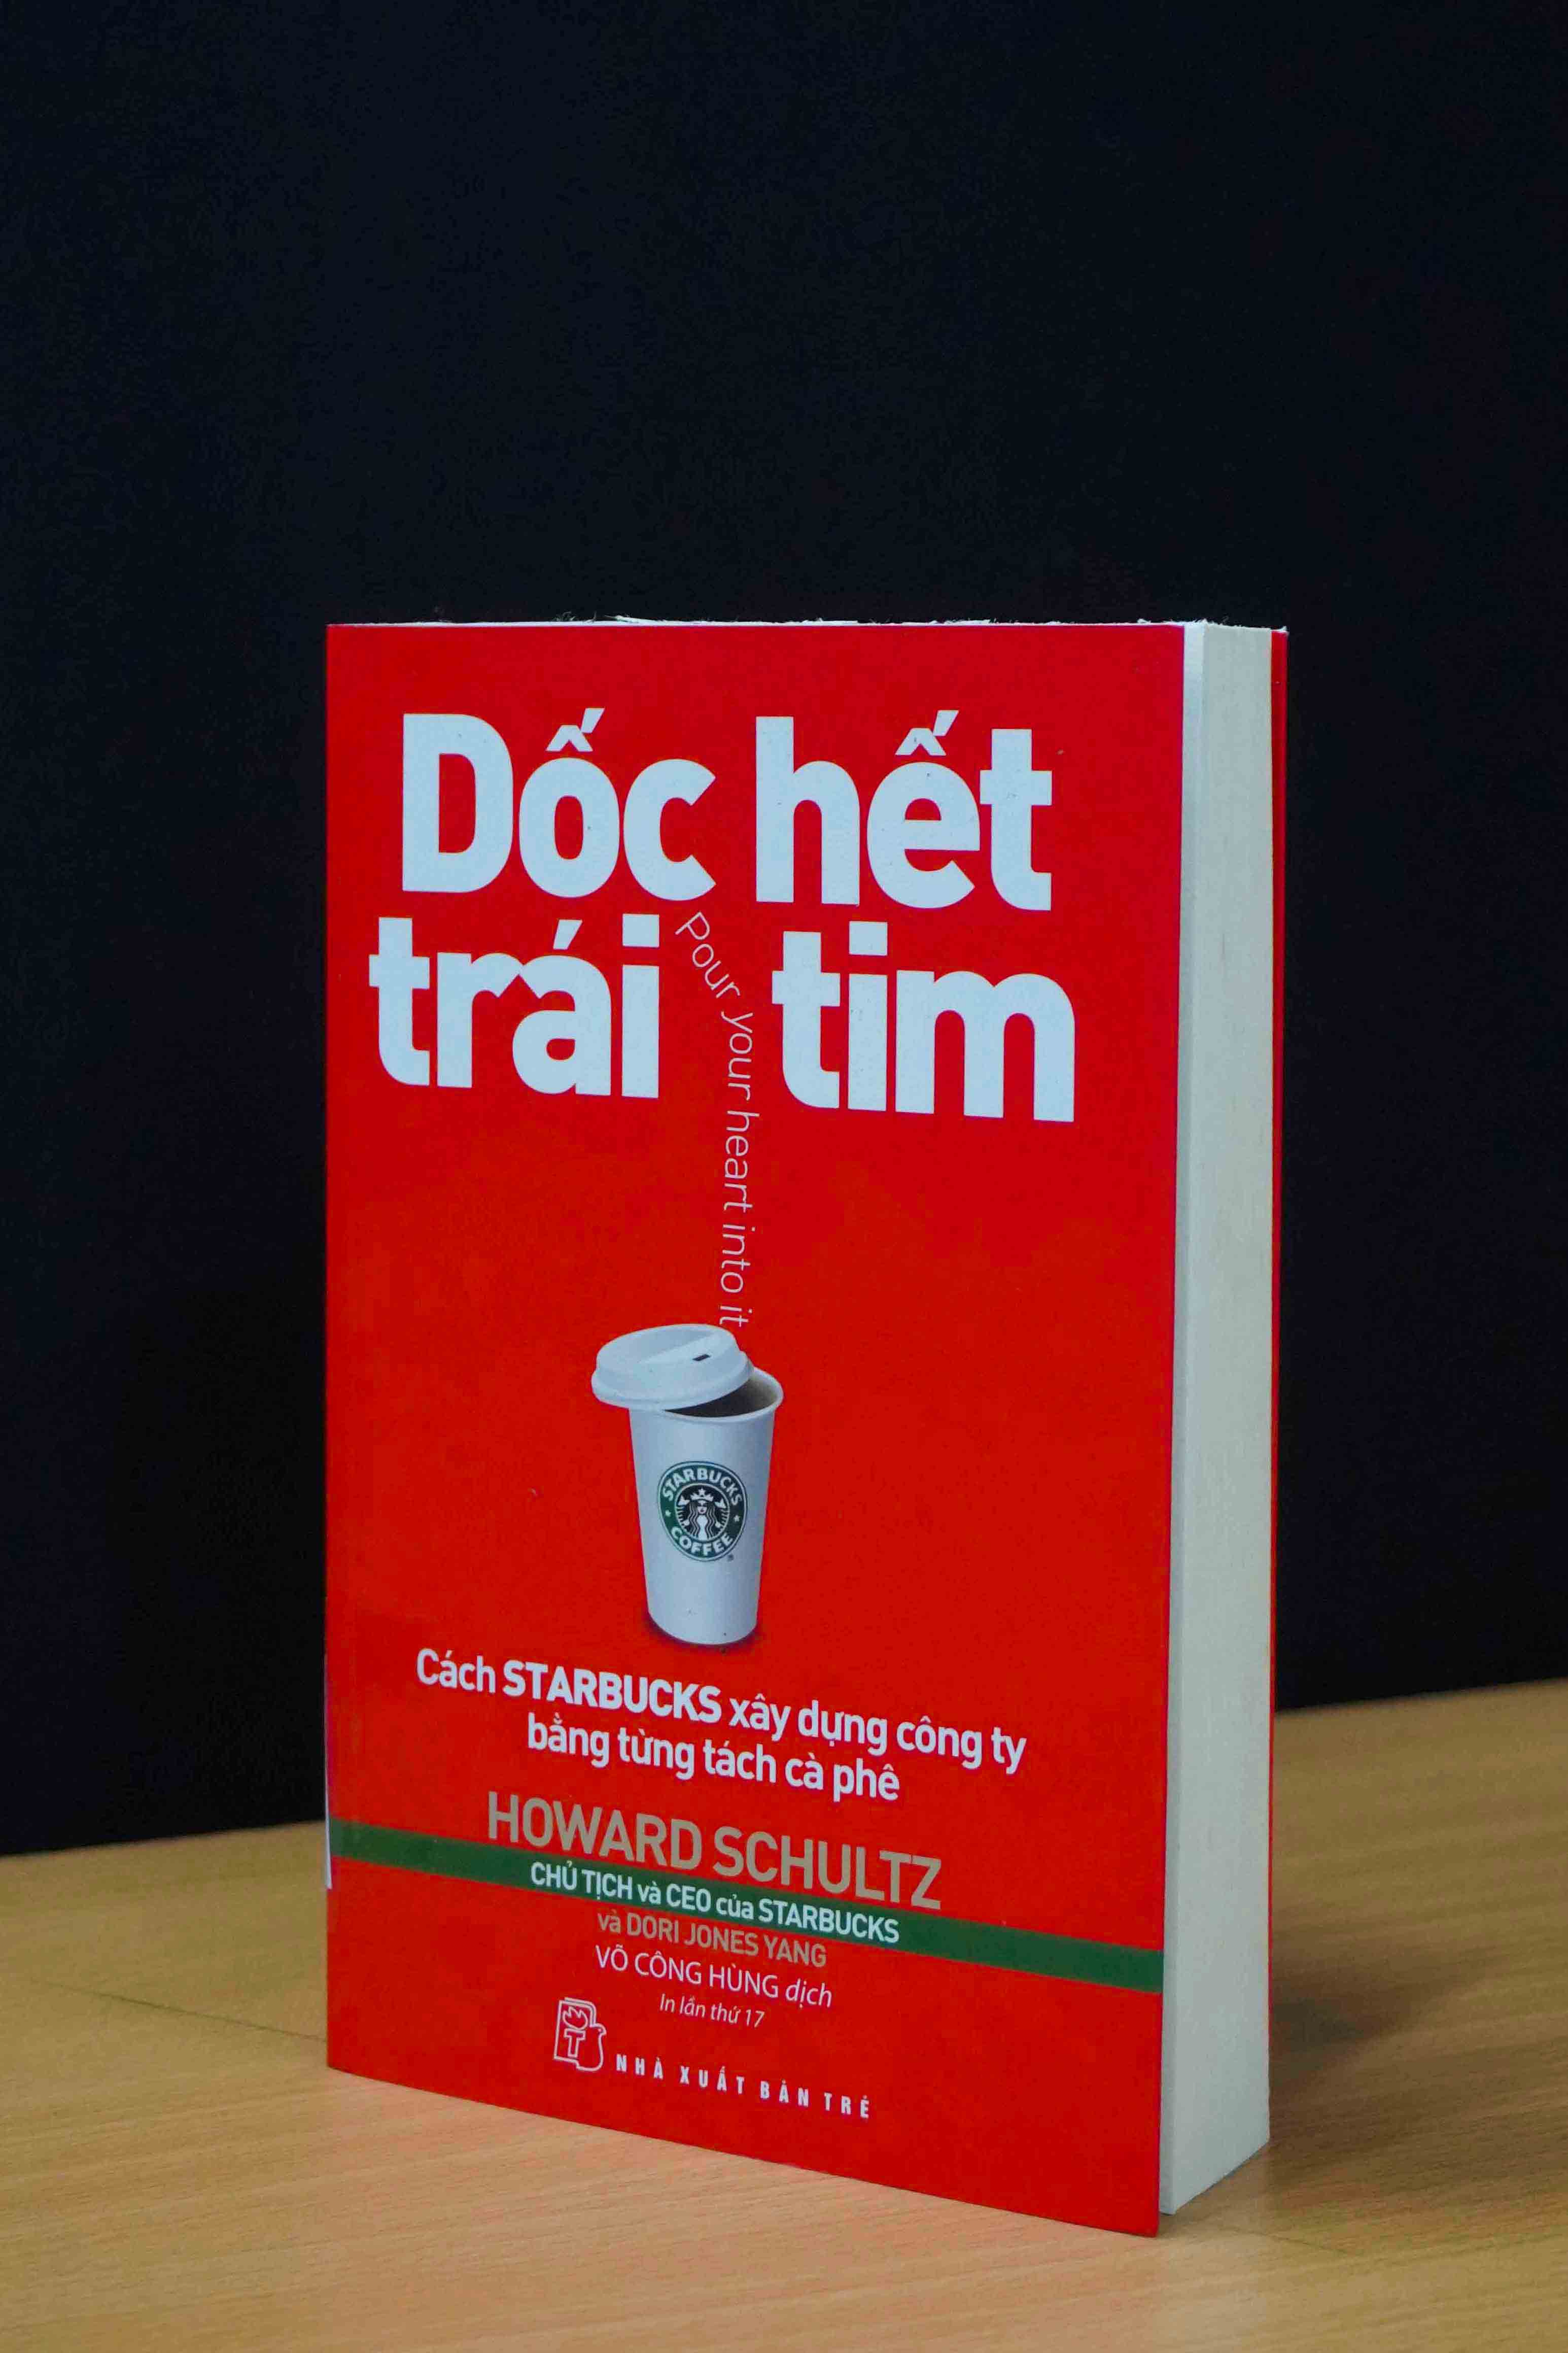 Dốc hết
trái tim
Pour your heart into it
STARBUCKS
COFFEE
Cách STARBUCKS xây dựng công ty
bằng từng tách cà phê
HOWARD SCHULTZ
CHỦ TỊCH và CEO của STARBUCKS
và DORI JONES YANG
VÕ CÔNG HÙNG dịch
In lần thứ 17
T
NHÀ XUẤT BẢN TRẺ